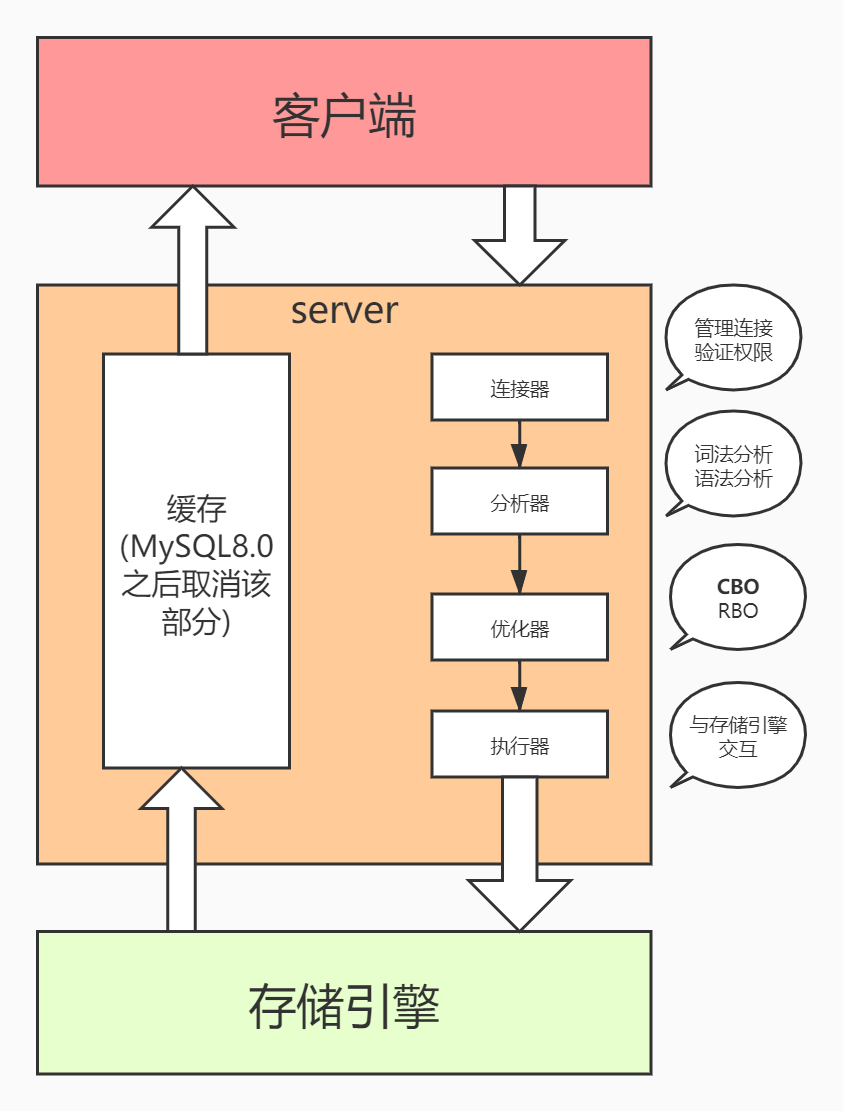 客户端
server
缓存
(MySQL8.0
之后取消该
部分)
连接器
分析器
优化器
执行器
管理连接
验证权限
词法分析
语法分析
CBO
RBO
与存储引擎
交互
存储引擎